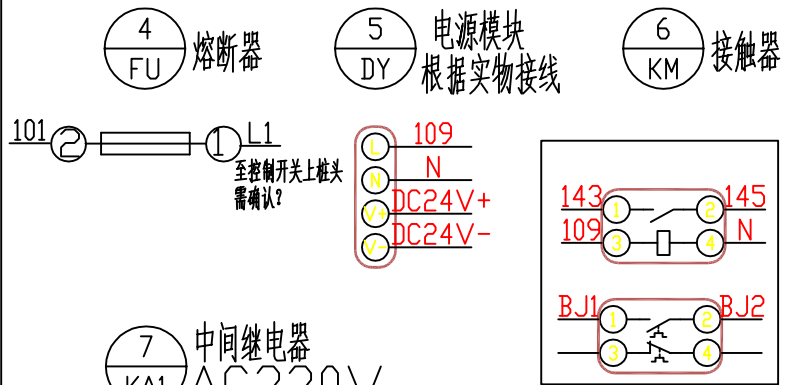 4
FU
熔断器
5
DY
电源模块
根据实物接线
6
KM
接触器
101 2 1 L1
至控制开关上桩头
需确认?
L 109
N N
V+ DC24V+
V- DC24V-
143 1 2 145
109 3 4 N
BJ1 1 2 BJ2
3 4
7
KA1
中间继电器
AC220V